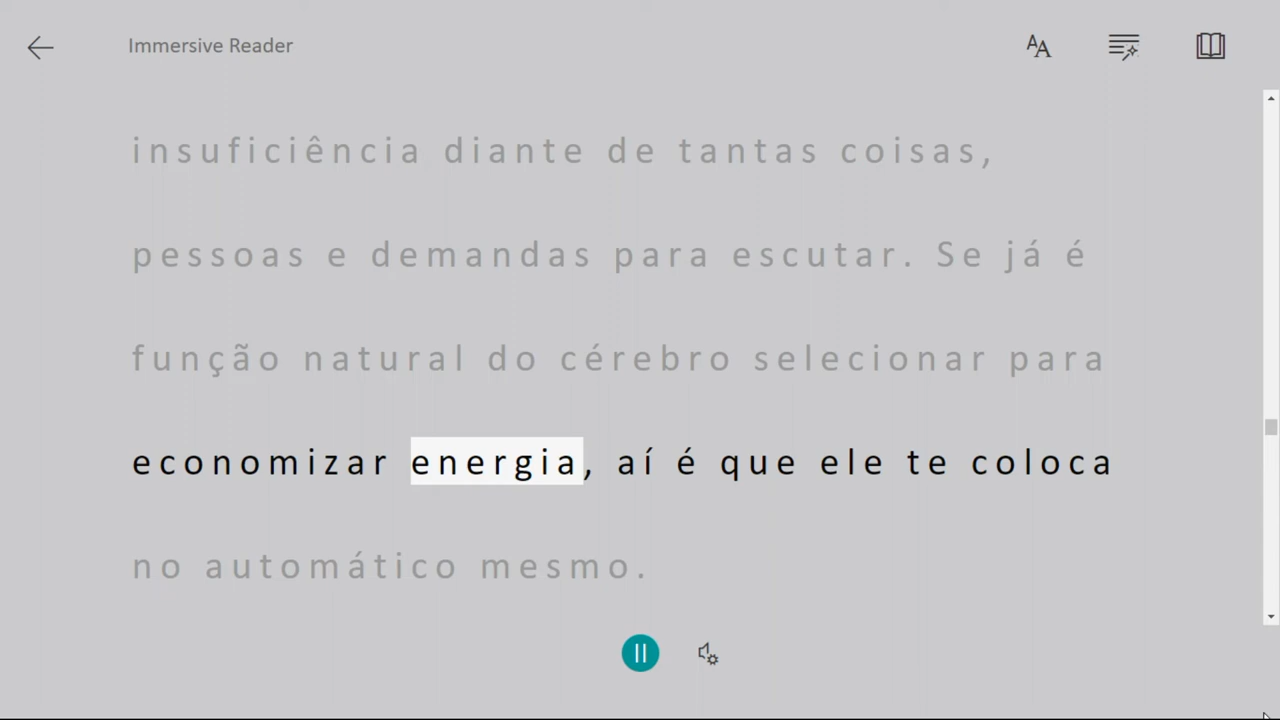 Immersive Reader
insuficiência diante de tantas coisas,
pessoas e demandas para escutar. Se já é
função natural do cérebro selecionar para
economizar energia, aí é que ele te coloca
no automático mesmo.